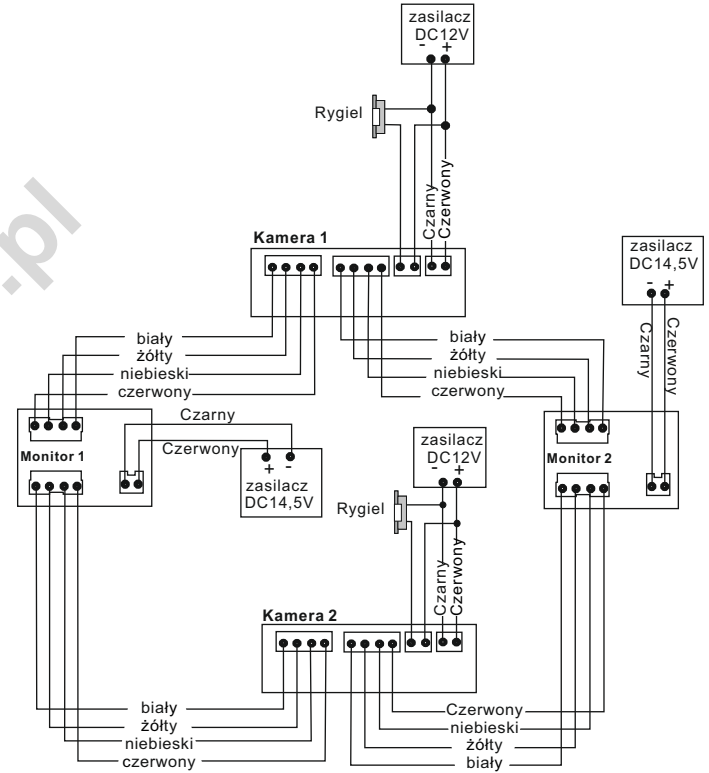 zasilacz
DC12V
- +
Rygiel
Czarny
Czerwony
Kamera 1
zasilacz
DC14,5V
- +
Czarny
Czerwony
biały
żółty
niebieski
czerwony
biały
żółty
niebieski
czerwony
Monitor 1
Czarny
Czerwony
+ -
zasilacz
DC14,5V
zasilacz
DC12V
- +
Rygiel
Czarny
Czerwony
Monitor 2
Kamera 2
biały
żółty
niebieski
czerwony
Czerwony
niebieski
żółty
biały
.pl